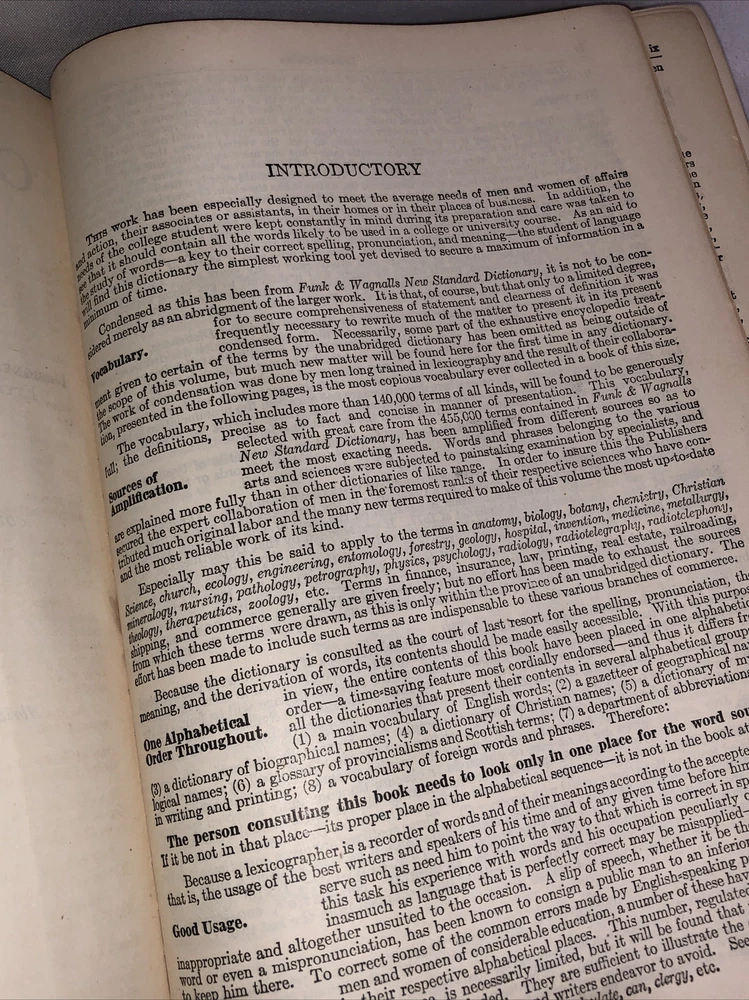 INTRODUCTORY
THIS work has been especially designed to meet the average needs of men and women of affairs
and action, their associates or assistants, in their homes or in their places of business. In addition, the
needs of the college student were kept constantly in mind during its preparation and care was taken to
see that it should contain all the words likely to be used in a college or university course. As an aid to
the study of words—a key to their correct spelling, pronunciation, and meaning—the student of language
will find this dictionary the simplest working tool yet devised to secure a maximum of information in a
minimum of time.
Condensed as this has been from Funk & Wagnalls New Standard Dictionary, it is not to be con-
sidered merely as an abridgment of the larger work. It is that, of course, but that only to a limited degree,
for to secure comprehensiveness of statement and clearness of definition it was
Vocabulary.
frequently necessary to rewrite much of the matter to present it in its present
condensed form. Necessarily, some part of the exhaustive encyclopedic treat-
ment given to certain of the terms by the unabridged dictionary has been omitted as being outside of
the scope of this volume, but much new matter will be found here for the first time in any dictionary.
The work of condensation was done by men long trained in lexicography and the result of their collabora-
tion, presented in the following pages, is the most copious vocabulary ever collected in a book of this size.
The vocabulary, which includes more than 140,000 terms of all kinds, will be found to be generously
full; the definitions, precise as to fact and concise in manner of presentation. This vocabulary,
selected with great care from the 455,000 terms contained in Funk & Wagnalls
Sources of
Amplification.
New Standard Dictionary, has been amplified from different sources so as to
meet the most exacting needs. Words and phrases belonging to the various
arts and sciences were subjected to painstaking examination by specialists, and
are explained more fully than in other dictionaries of like range. In order to insure this the Publishers
secured the expert collaboration of men in the foremost ranks of their respective sciences who have con-
tributed much original labor and the many new terms required to make of this volume the most up-to-date
and the most reliable work of its kind.
Especially may this be said to apply to the terms in anatomy, biology, botany, chemistry, Christian
Science, church, ecology, engineering, entomology, forestry, geology, hospital, invention, medicine, metallurgy,
mineralogy, nursing, pathology, petrography, physics, psychology, radiology, radiotelegraphy, radiotelephony,
theology, therapeutics, zoology, etc. Terms in finance, insurance, law, printing, real estate, railroading,
shipping, and commerce generally are given freely; but no effort has been made to exhaust the sources
from which these terms were drawn, as this is only within the province of an unabridged dictionary. The
effort has been made to include such terms as are indispensable to these various branches of commerce.
Because the dictionary is consulted as the court of last resort for the spelling, pronunciation, th
meaning, and the derivation of words, its contents should be made easily accessible. With this purpos
in view, the entire contents of this book have been placed in one alphabetic
One Alphabetical
Order Throughout.
order—a time-saving feature most cordially endorsed—and thus it differs fr
all the dictionaries that present their contents in several alphabetical group
(1) a main vocabulary of English words; (2) a gazetteer of geographical na
(3) a dictionary of biographical names; (4) a dictionary of Christian names; (5) a dictionary of m
logical names; (6) a glossary of provincialisms and Scottish terms; (7) a department of abbreviation
in writing and printing; (8) a vocabulary of foreign words and phrases. Therefore:
The person consulting this book needs to look only in one place for the word sou
If it be not in that place—its proper place in the alphabetical sequence—it is not in the book at
Because a lexicographer is a recorder of words and of their meanings according to the accepte
that is, the usage of the best writers and speakers of his time and of any given time before him
serve such as need him to point the way to that which is correct in sp
Good Usage.
this task his experience with words and his occupation peculiarly
inasmuch as language that is perfectly correct may be misapplied—
inappropriate and altogether unsuited to the occasion. A slip of speech, whether it be th
word or even a mispronunciation, has been known to consign a public man to an inferio
to keep him there. To correct some of the common errors made by English-speaking p
men and women of considerable education, a number of these hav
their respective alphabetical places. This number, regulated
is necessarily limited, but it will be found that
They are sufficient to illustrate the
writers endeavor to avoid. See
can, clergy, etc.
ix